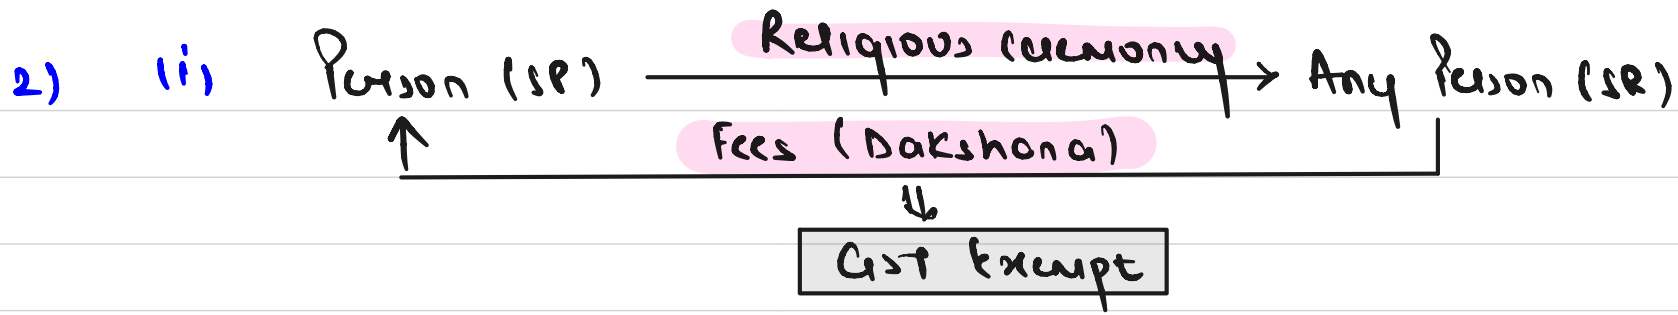 2) (i) Person (SP) Religious ceremony Any Person (SR)
Fees (Dakshana)
GST Exempt